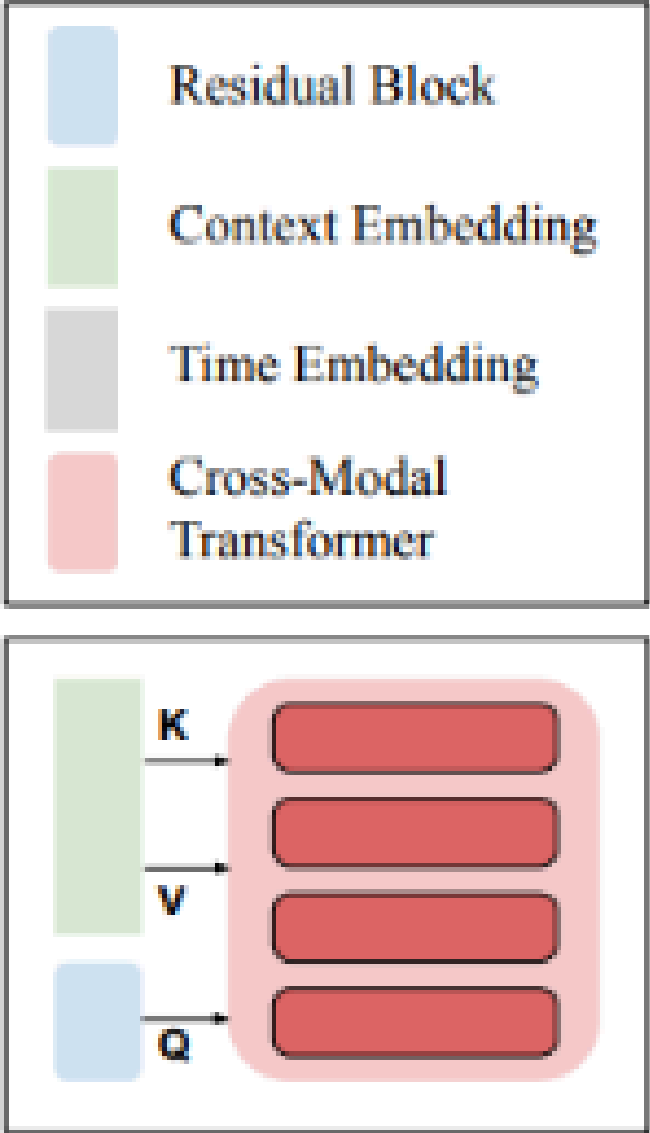 Residual Block
Context Embedding
Time Embedding
Cross-Modal
Transformer
K
V
Q